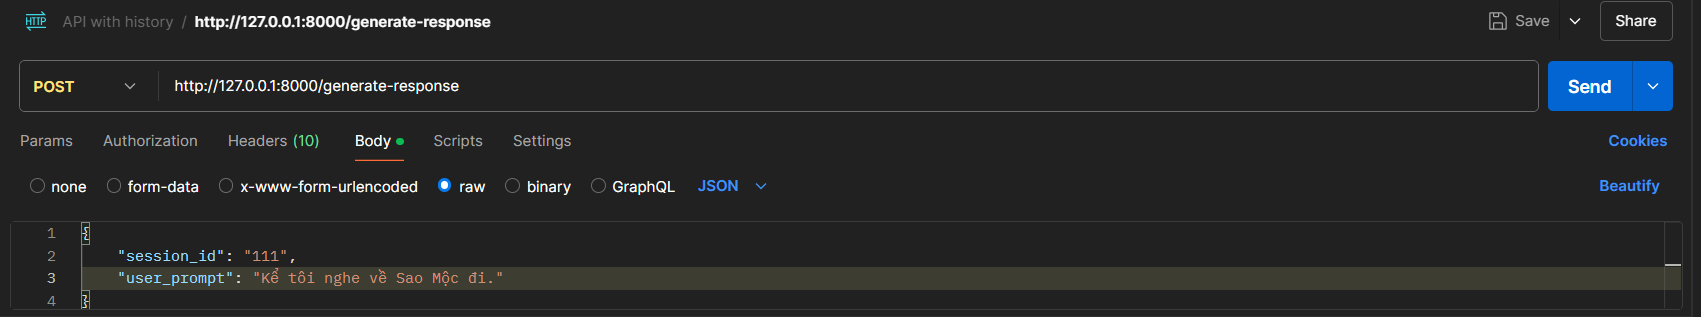 HTTP API with history / http://127.0.0.1:8000/generate-response Save Share
POST http://127.0.0.1:8000/generate-response Send
Params Authorization Headers (10) Body Scripts Settings Cookies
none form-data x-www-form-urlencoded raw binary GraphQL JSON Beautify
1 {
2 "session_id": "111",
3 "user_prompt": "Kể tôi nghe về Sao Mộc đi."
4 }